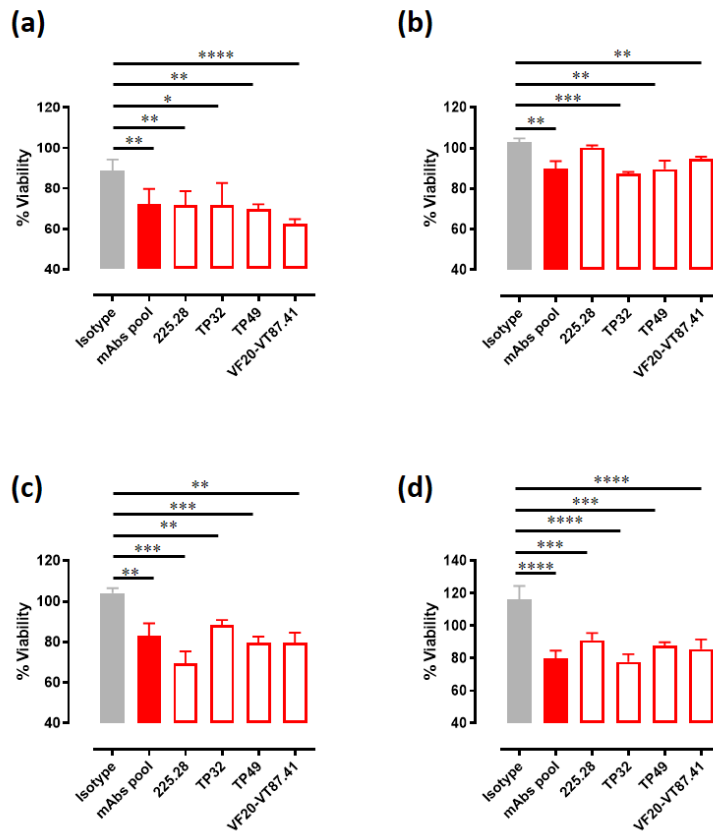 (a)
****
**
*
**
**
% Viability
120
100
80
60
40
Isotype
mAbs pool
225.28
TP32
TP49
VF20-VT87.41
(b)
**
**
***
**
% Viability
120
100
80
60
40
Isotype
mAbs pool
225.28
TP32
TP49
VF20-VT87.41
(c)
**
***
**
***
**
% Viability
120
100
80
60
40
Isotype
mAbs pool
225.28
TP32
TP49
VF20-VT87.41
(d)
****
***
****
***
****
% Viability
140
120
100
80
60
40
Isotype
mAbs pool
225.28
TP32
TP49
VF20-VT87.41